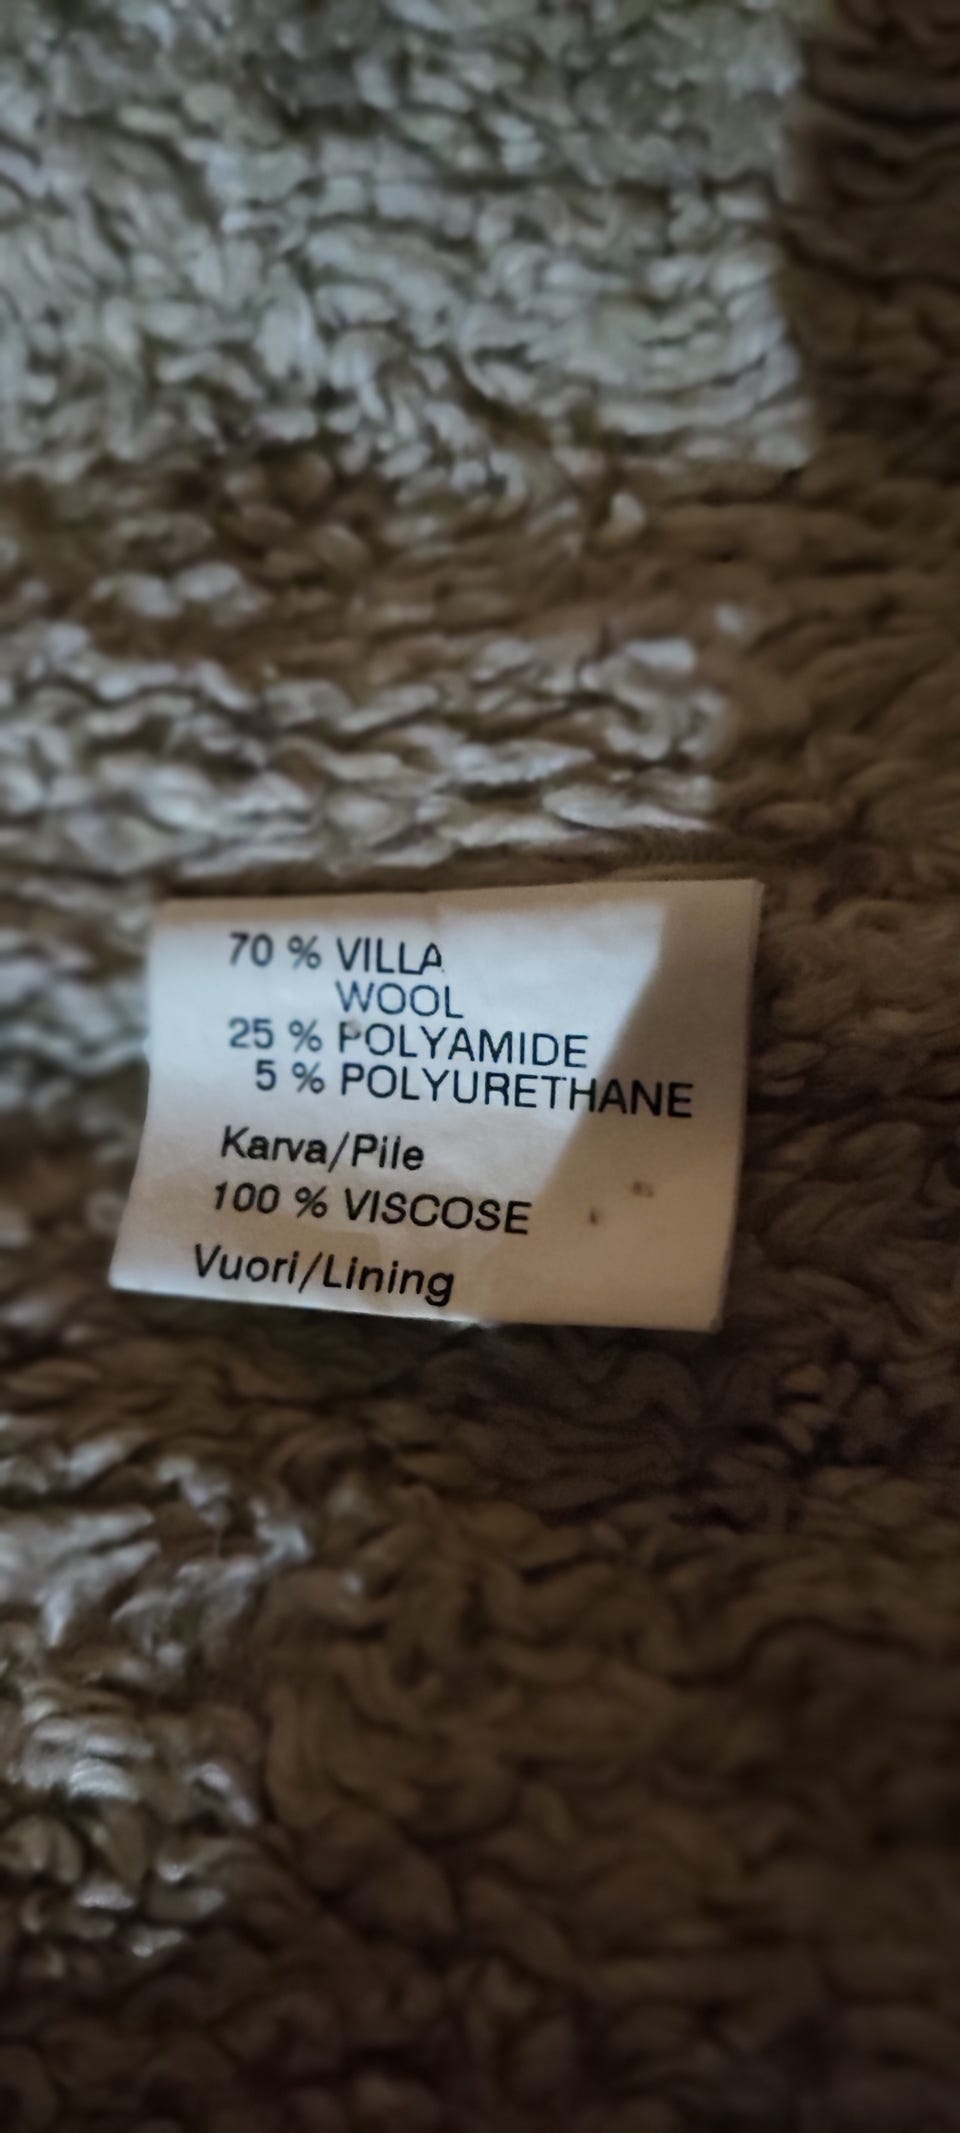 70 % VILLA
WOOL
25 % POLYAMIDE
5 % POLYURETHANE
Karva/Pile
100 % VISCOSE
Vuori/Lining